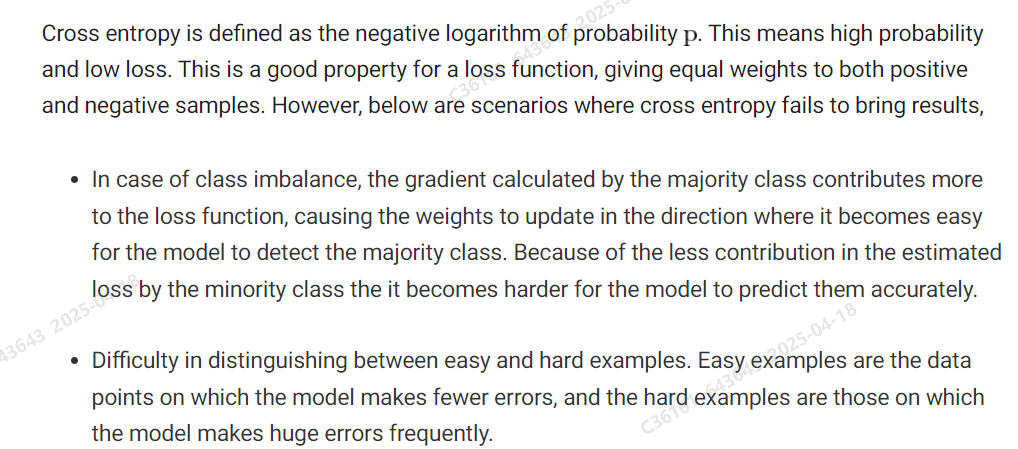 Cross entropy is defined as the negative logarithm of probability p. This means high probability
and low loss. This is a good property for a loss function, giving equal weights to both positive
and negative samples. However, below are scenarios where cross entropy fails to bring results,
• In case of class imbalance, the gradient calculated by the majority class contributes more
to the loss function, causing the weights to update in the direction where it becomes easy
for the model to detect the majority class. Because of the less contribution in the estimated
loss by the minority class the it becomes harder for the model to predict them accurately.
• Difficulty in distinguishing between easy and hard examples. Easy examples are the data
points on which the model makes fewer errors, and the hard examples are those on which
the model makes huge errors frequently.